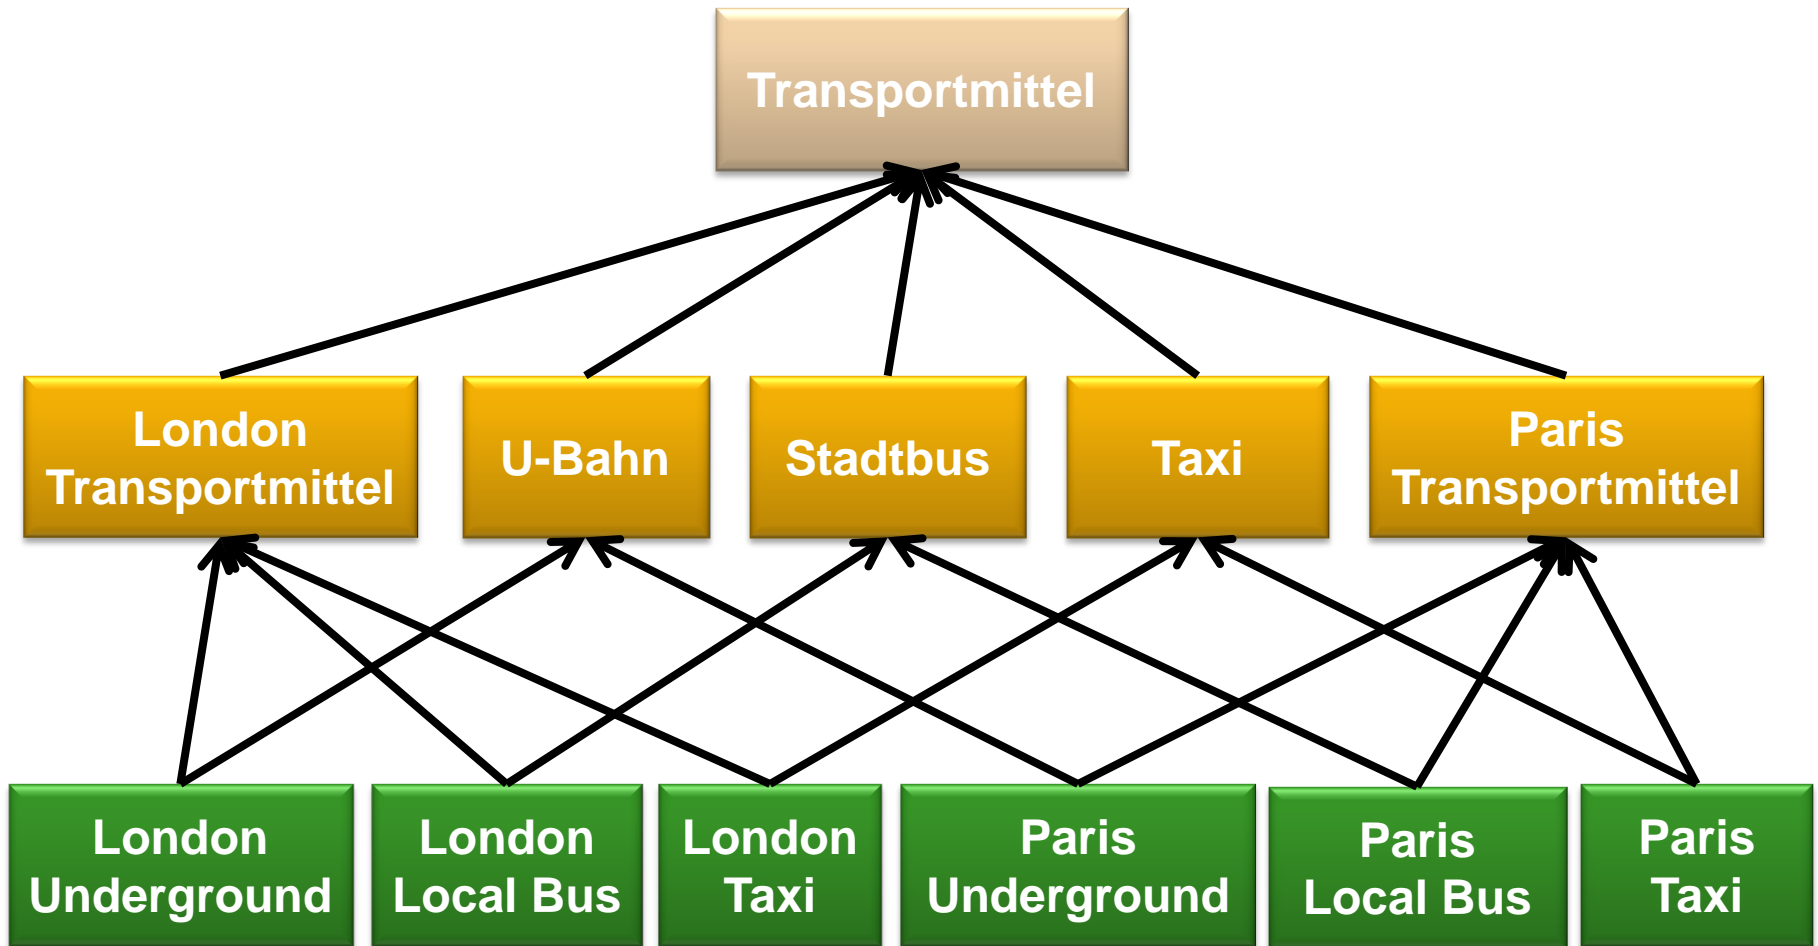 Transportmittel
London
Transportmittel
U-Bahn
Stadtbus
Taxi
Paris
Transportmittel
London
Underground
London
Local Bus
London
Taxi
Paris
Underground
Paris
Local Bus
Paris
Taxi